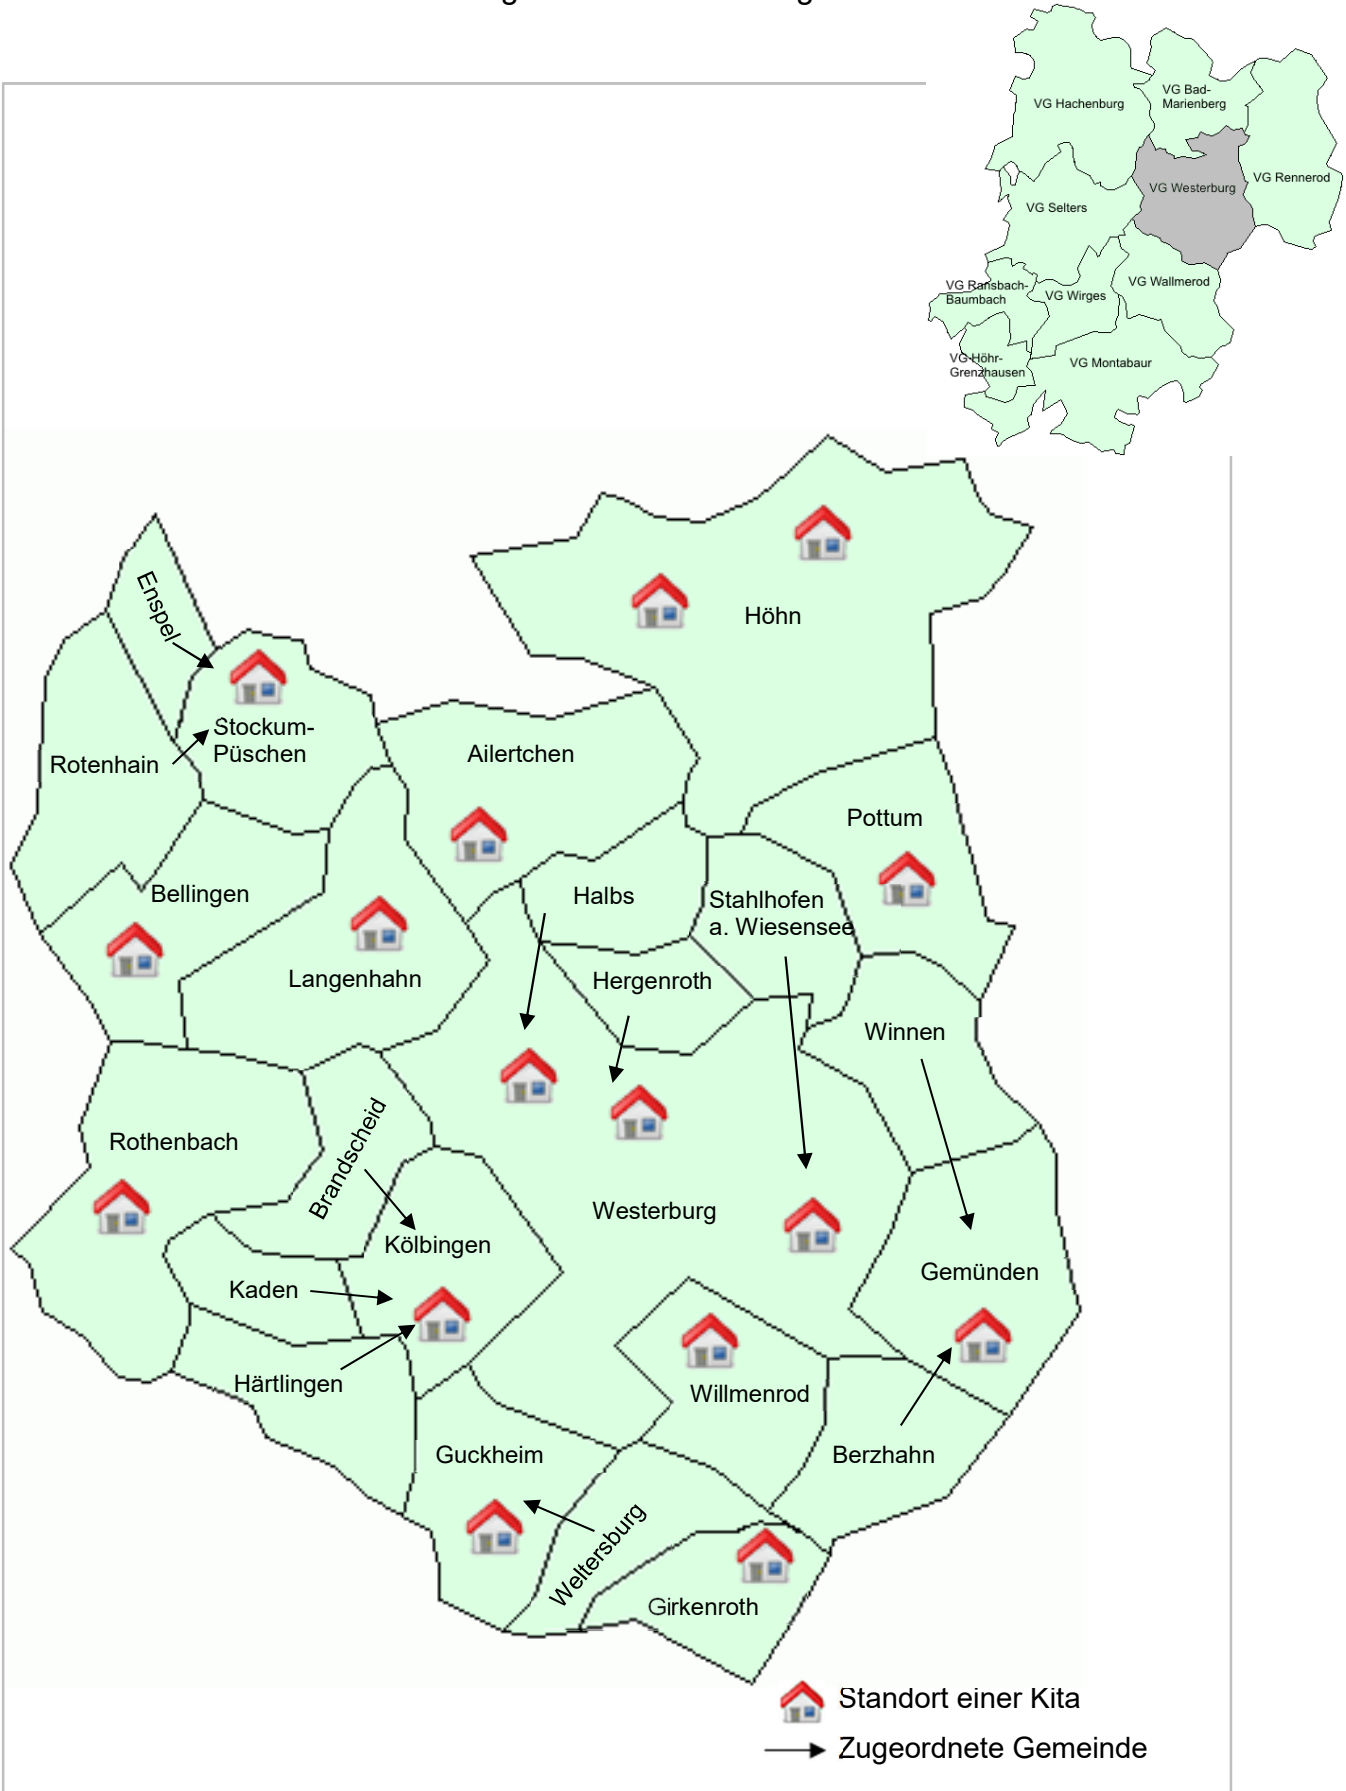 VG Hachenburg
VG Bad-
Marienberg
VG Rennerod
VG Westerburg
VG Selters
VG Ransbach-
Baumbach
VG Wirges
VG Wallmerod
VG Höhr-
Grenzhausen
VG Montabaur
Enspel
Höhn
Stockum-
Püschen
Rotenhain
Ailertchen
Pottum
Bellingen
Halbs
Stahlhofen
a. Wiesensee
Langenhahn
Hergenroth
Winnen
Rothenbach
Brandscheid
Westerburg
Kölbingen
Gemünden
Kaden
Härtlingen
Willmenrod
Guckheim
Berzhahn
Weltersburg
Girkenroth
Standort einer Kita
Zugeordnete Gemeinde